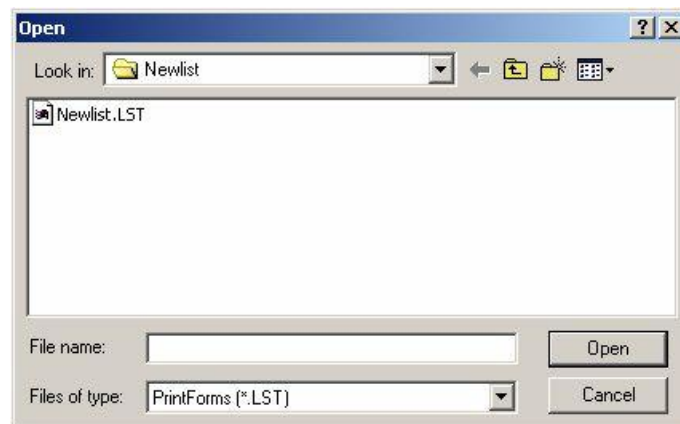 Open
Look in: Newlist
Newlist.LST
File name: Open
Files of type: PrintForms (*.LST) Cancel